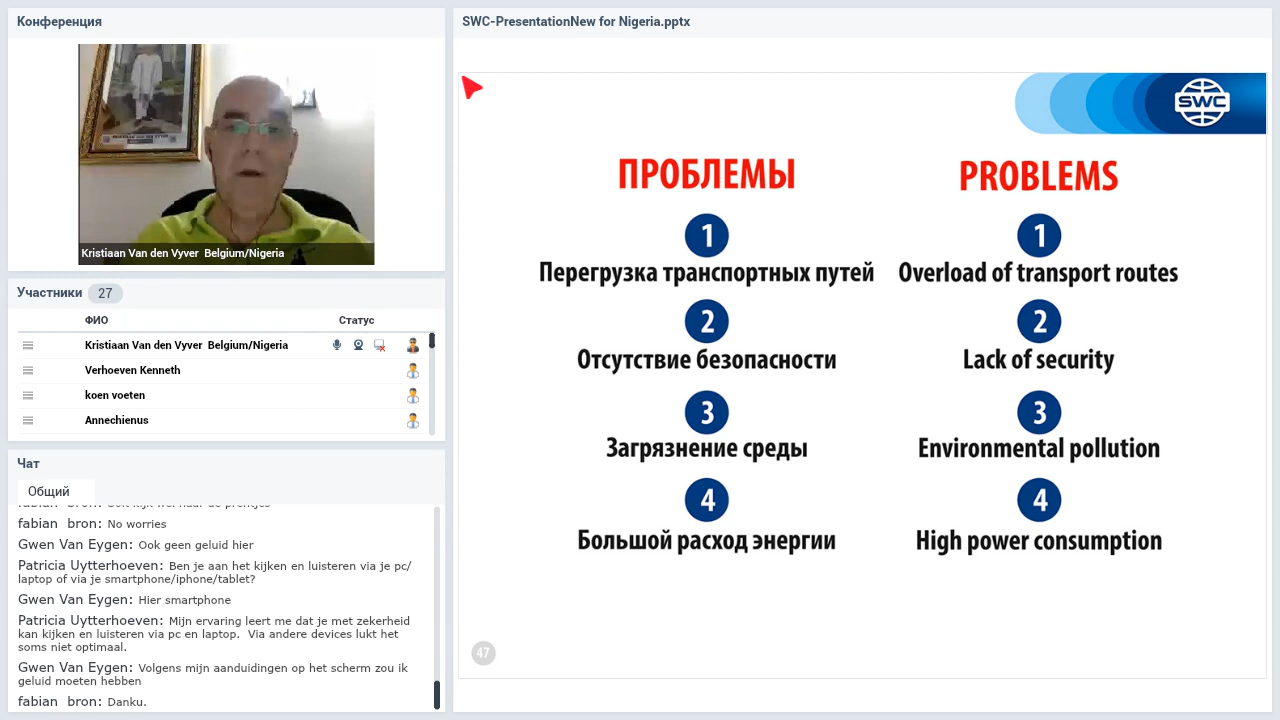 Конференция
Kristiaan Van den Vyver  Belgium/Nigeria
Участники 27
ФИО Статус
Kristiaan Van den Vyver  Belgium/Nigeria
Verhoeven Kenneth
koen voeten
Annechienus
Чат
Общий
fabian  bron: No worries
Gwen Van Eygen: Ook geen geluid hier
Patricia Uytterhoeven: Ben je aan het kijken en luisteren via je pc/
laptop of via je smartphone/iphone/tablet?
Gwen Van Eygen: Hier smartphone
Patricia Uytterhoeven: Mijn ervaring leert me dat je met zekerheid
kan kijken en luisteren via pc en laptop.  Via andere devices lukt het
soms niet optimaal.
Gwen Van Eygen: Volgens mijn aanduidingen op het scherm zou ik
geluid moeten hebben
fabian  bron: Danku.
SWC-PresentationNew for Nigeria.pptx
SWC
ПРОБЛЕМЫ
1
Перегрузка транспортных путей
2
Отсутствие безопасности
3
Загрязнение среды
4
Большой расход энергии
PROBLEMS
1
Overload of transport routes
2
Lack of security
3
Environmental pollution
4
High power consumption
47